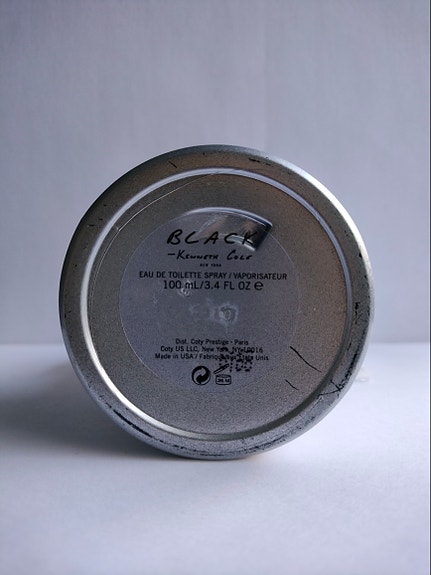 BLACK
-KENNETH COLE
NEW YORK
EAU DE TOILETTE SPRAY / VAPORISATEUR
100 mL/3.4 FL OZ ℮
Dist. Coty Prestige - Paris
Coty US LLC, New York, NY 10016
Made in USA / Fabriqué aux États Unis